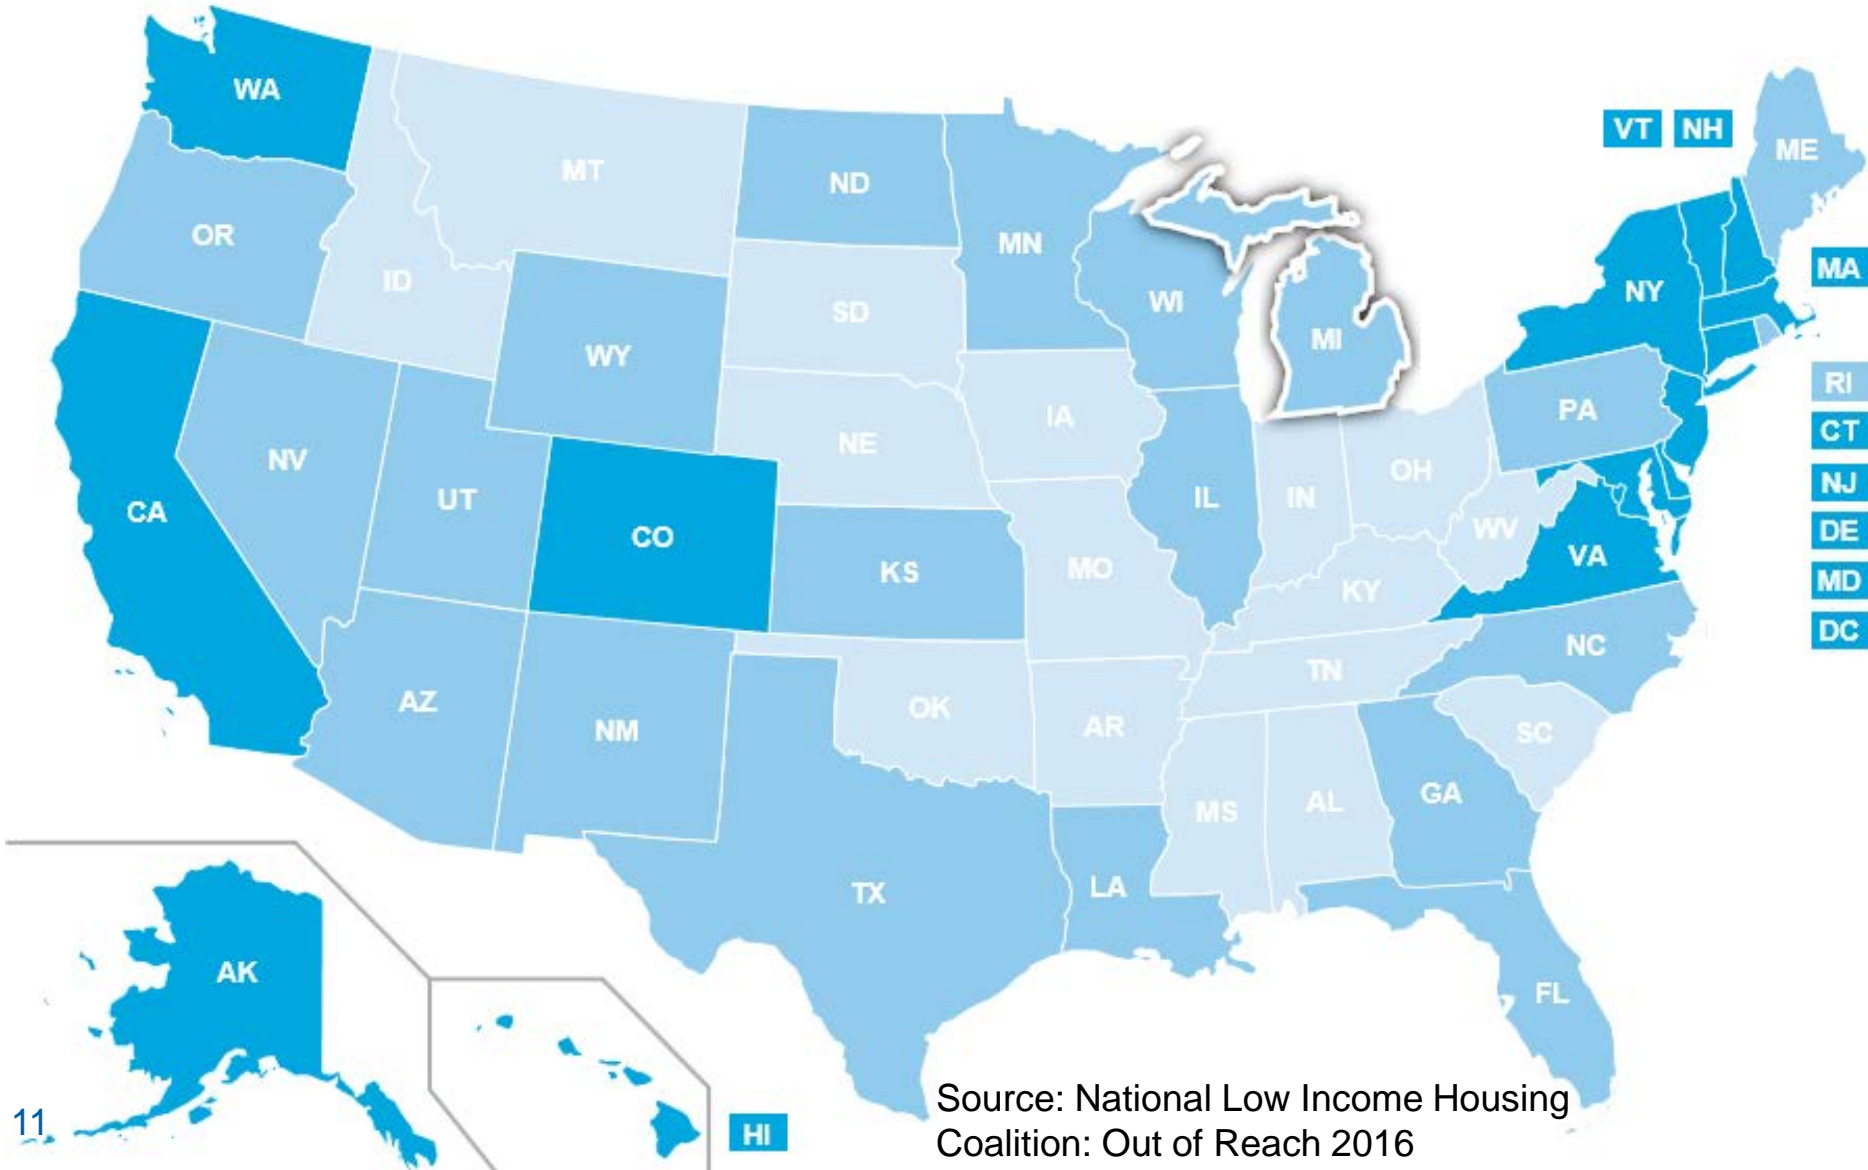 WA
VT NH
ME
MT
ND
OR
MN
MA
ID
NY
WI
SD
MI
WY
RI
PA
IA
CT
NE
NV
OH
NJ
UT
IL
IN
CA
WV
DE
CO
VA
KS
MO
MD
KY
DC
NC
TN
AZ
OK
NM
AR
SC
GA
MS
AL
LA
TX
AK
FL
Source: National Low Income Housing
11
HI
Coalition: Out of Reach 2016